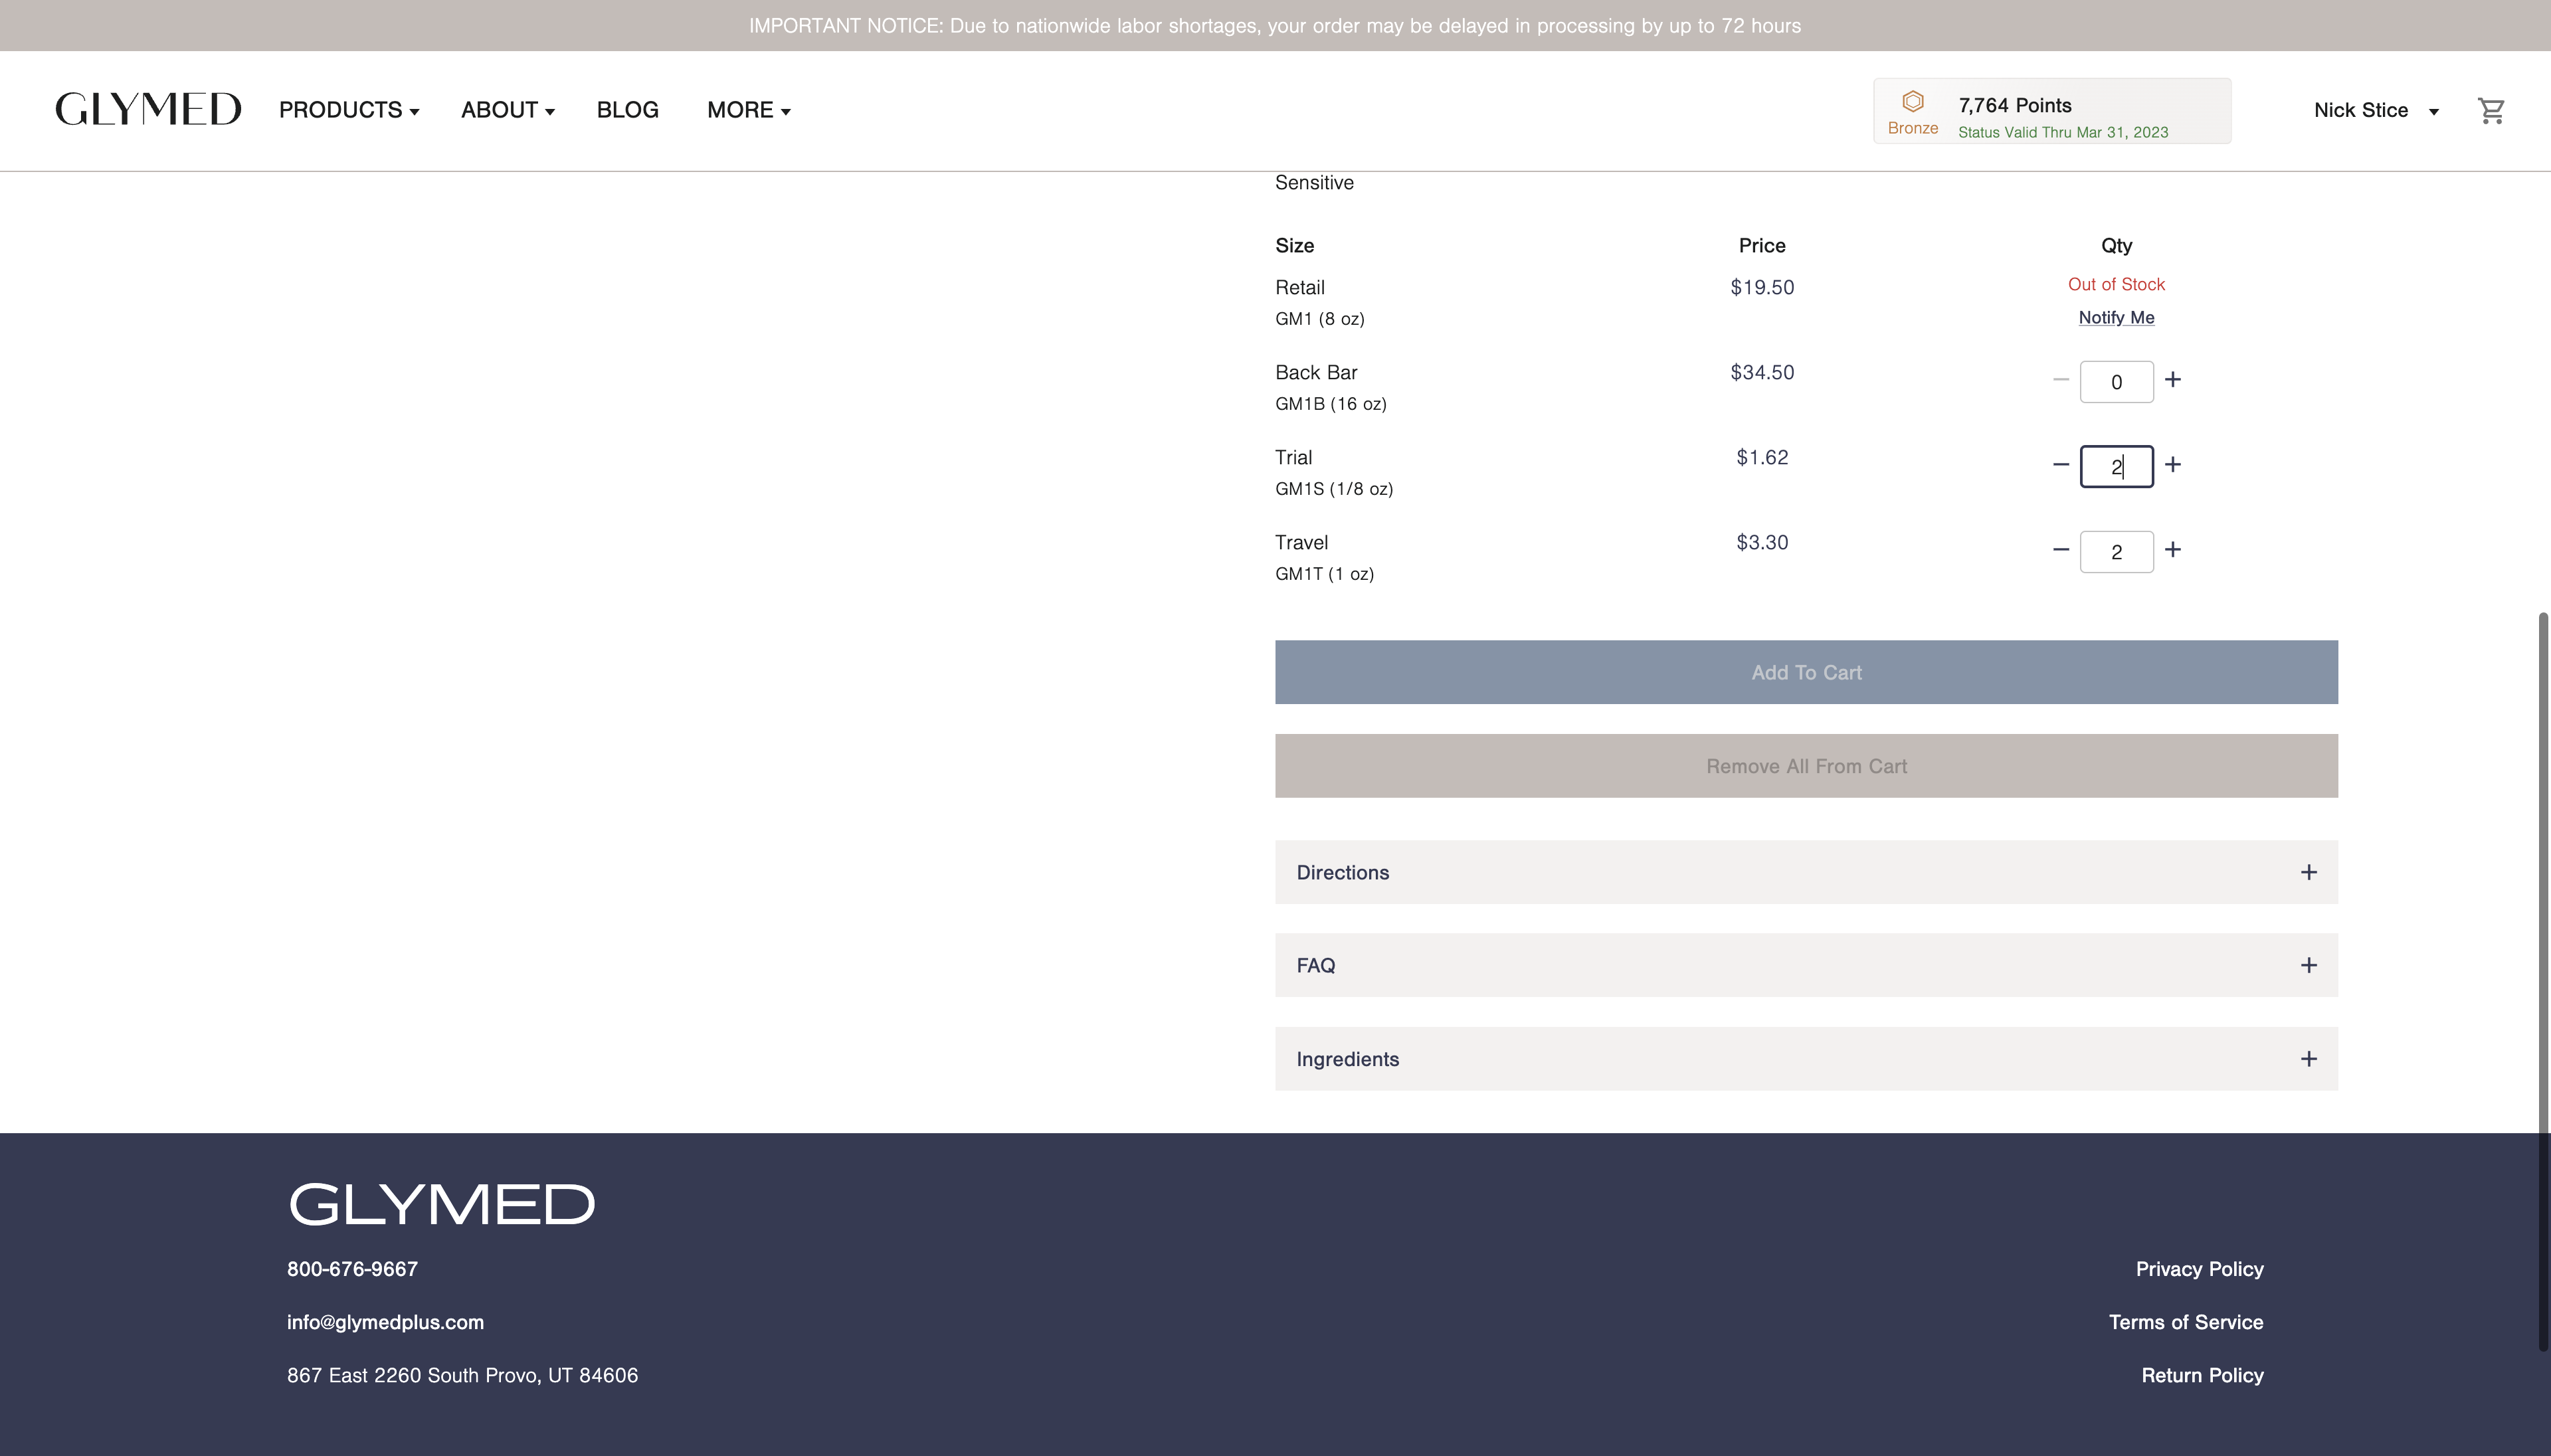 IMPORTANT NOTICE: Due to nationwide labor shortages, your order may be delayed in processing by up to 72 hours
GLYMED PRODUCTS ABOUT BLOG MORE
Bronze
7,764 Points
Status Valid Thru Mar 31, 2023
Nick Stice
Sensitive
Size Price Qty
Retail $19.50 Out of Stock
GM1 (8 oz) Notify Me
Back Bar $34.50 − 0 +
GM1B (16 oz)
Trial $1.62 − 2 +
GM1S (1/8 oz)
Travel $3.30 − 2 +
GM1T (1 oz)
Add To Cart
Remove All From Cart
Directions +
FAQ +
Ingredients +
GLYMED
800-676-9667 Privacy Policy
info@glymedplus.com Terms of Service
867 East 2260 South Provo, UT 84606 Return Policy